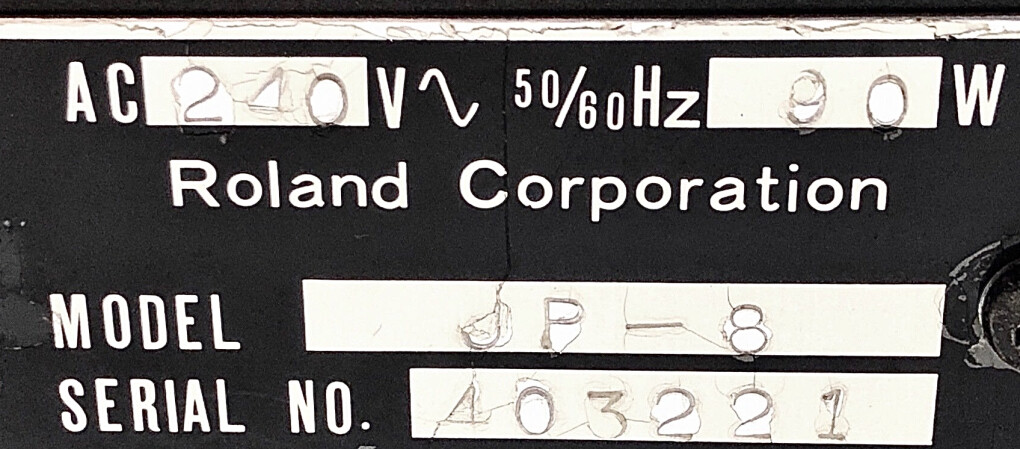 AC 240 V∿ 50/60Hz 90 W
Roland Corporation
MODEL JP-8
SERIAL NO. 403221